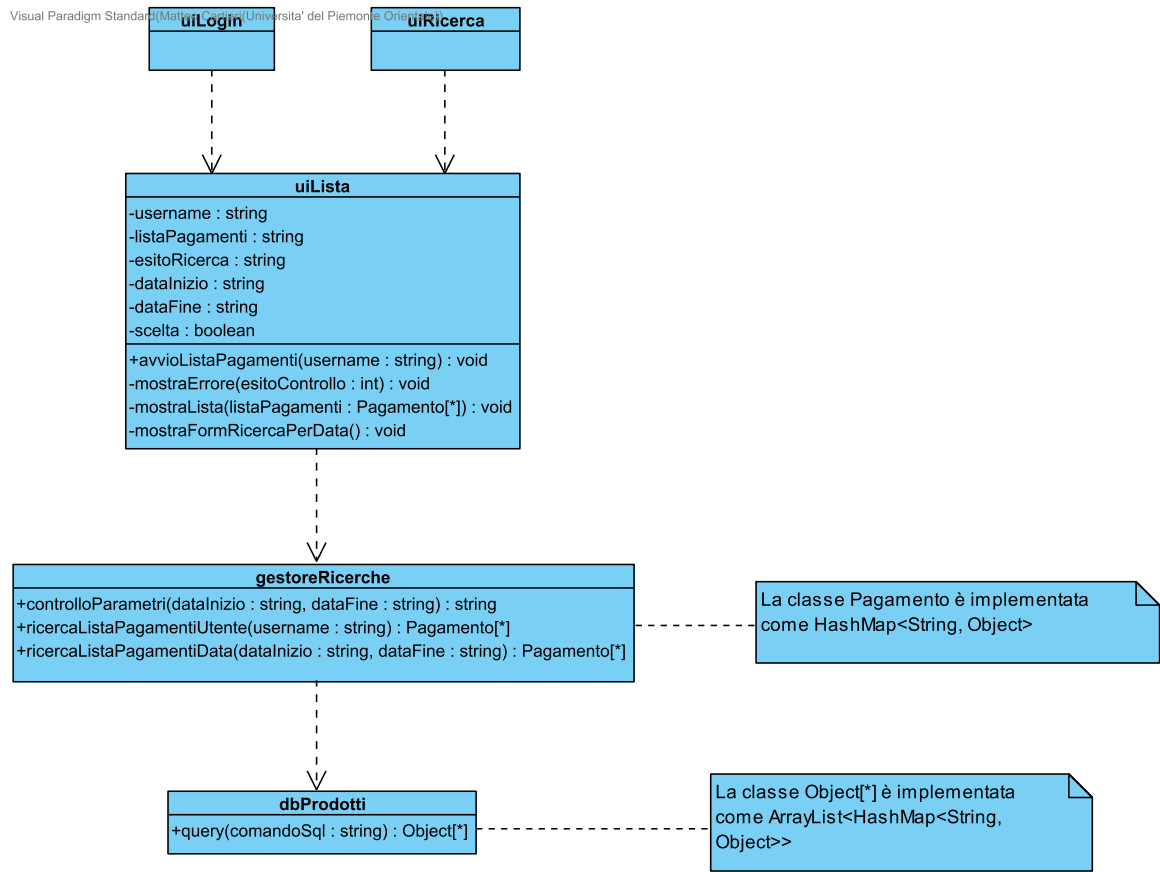 Visual Paradigm Standard(Matteo Cartieri(Universita' del Piemonte Orientale))
uiLogin
uiRicerca
uiLista
-username : string
-listaPagamenti : string
-esitoRicerca : string
-dataInizio : string
-dataFine : string
-scelta : boolean
+avvioListaPagamenti(username : string) : void
-mostraErrore(esitoControllo : int) : void
-mostraLista(listaPagamenti : Pagamento[*]) : void
-mostraFormRicercaPerData() : void
gestoreRicerche
+controlloParametri(dataInizio : string, dataFine : string) : string
+ricercaListaPagamentiUtente(username : string) : Pagamento[*]
+ricercaListaPagamentiData(dataInizio : string, dataFine : string) : Pagamento[*]
La classe Pagamento è implementata
come HashMap<String, Object>
dbProdotti
+query(comandoSql : string) : Object[*]
La classe Object[*] è implementata
come ArrayList<HashMap<String,
Object>>